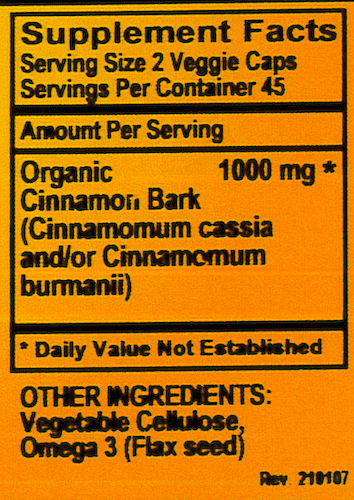 Supplement Facts
Serving Size 2 Veggie Caps
Servings Per Container 45
Amount Per Serving
Organic 1000 mg *
Cinnamon Bark
(Cinnamomum cassia
and/or Cinnamomum
burmanii)
* Daily Value Not Established
OTHER INGREDIENTS:
Vegetable Cellulose,
Omega 3 (Flax seed)
Rev. 210107